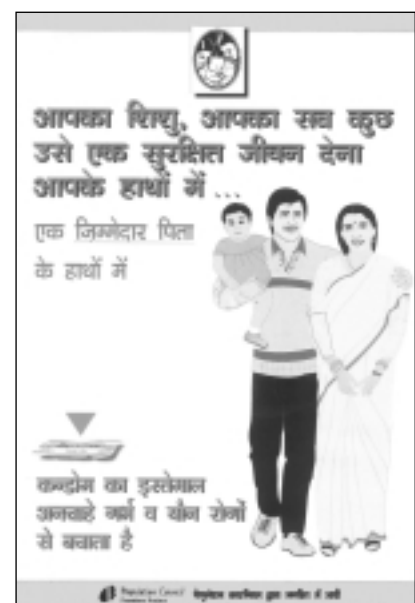 आपका शिशु, आपका सब कुछ
उसे एक सुरक्षित जीवन देना
आपके हाथों में ...
एक जिम्मेदार पिता
के हाथों में
कन्डोम का इस्तेमाल
अनचाहे गर्भ व यौन रोगों
से बचाता है
Population Council